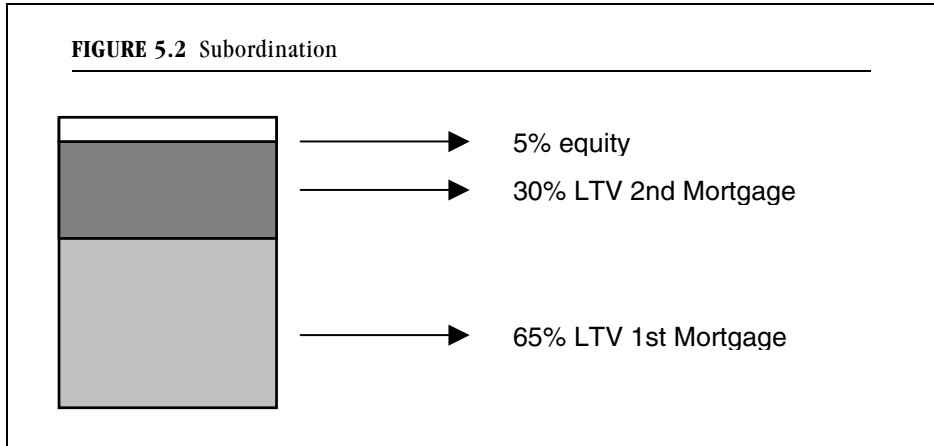 FIGURE 5.2 Subordination
5% equity
30% LTV 2nd Mortgage
65% LTV 1st Mortgage